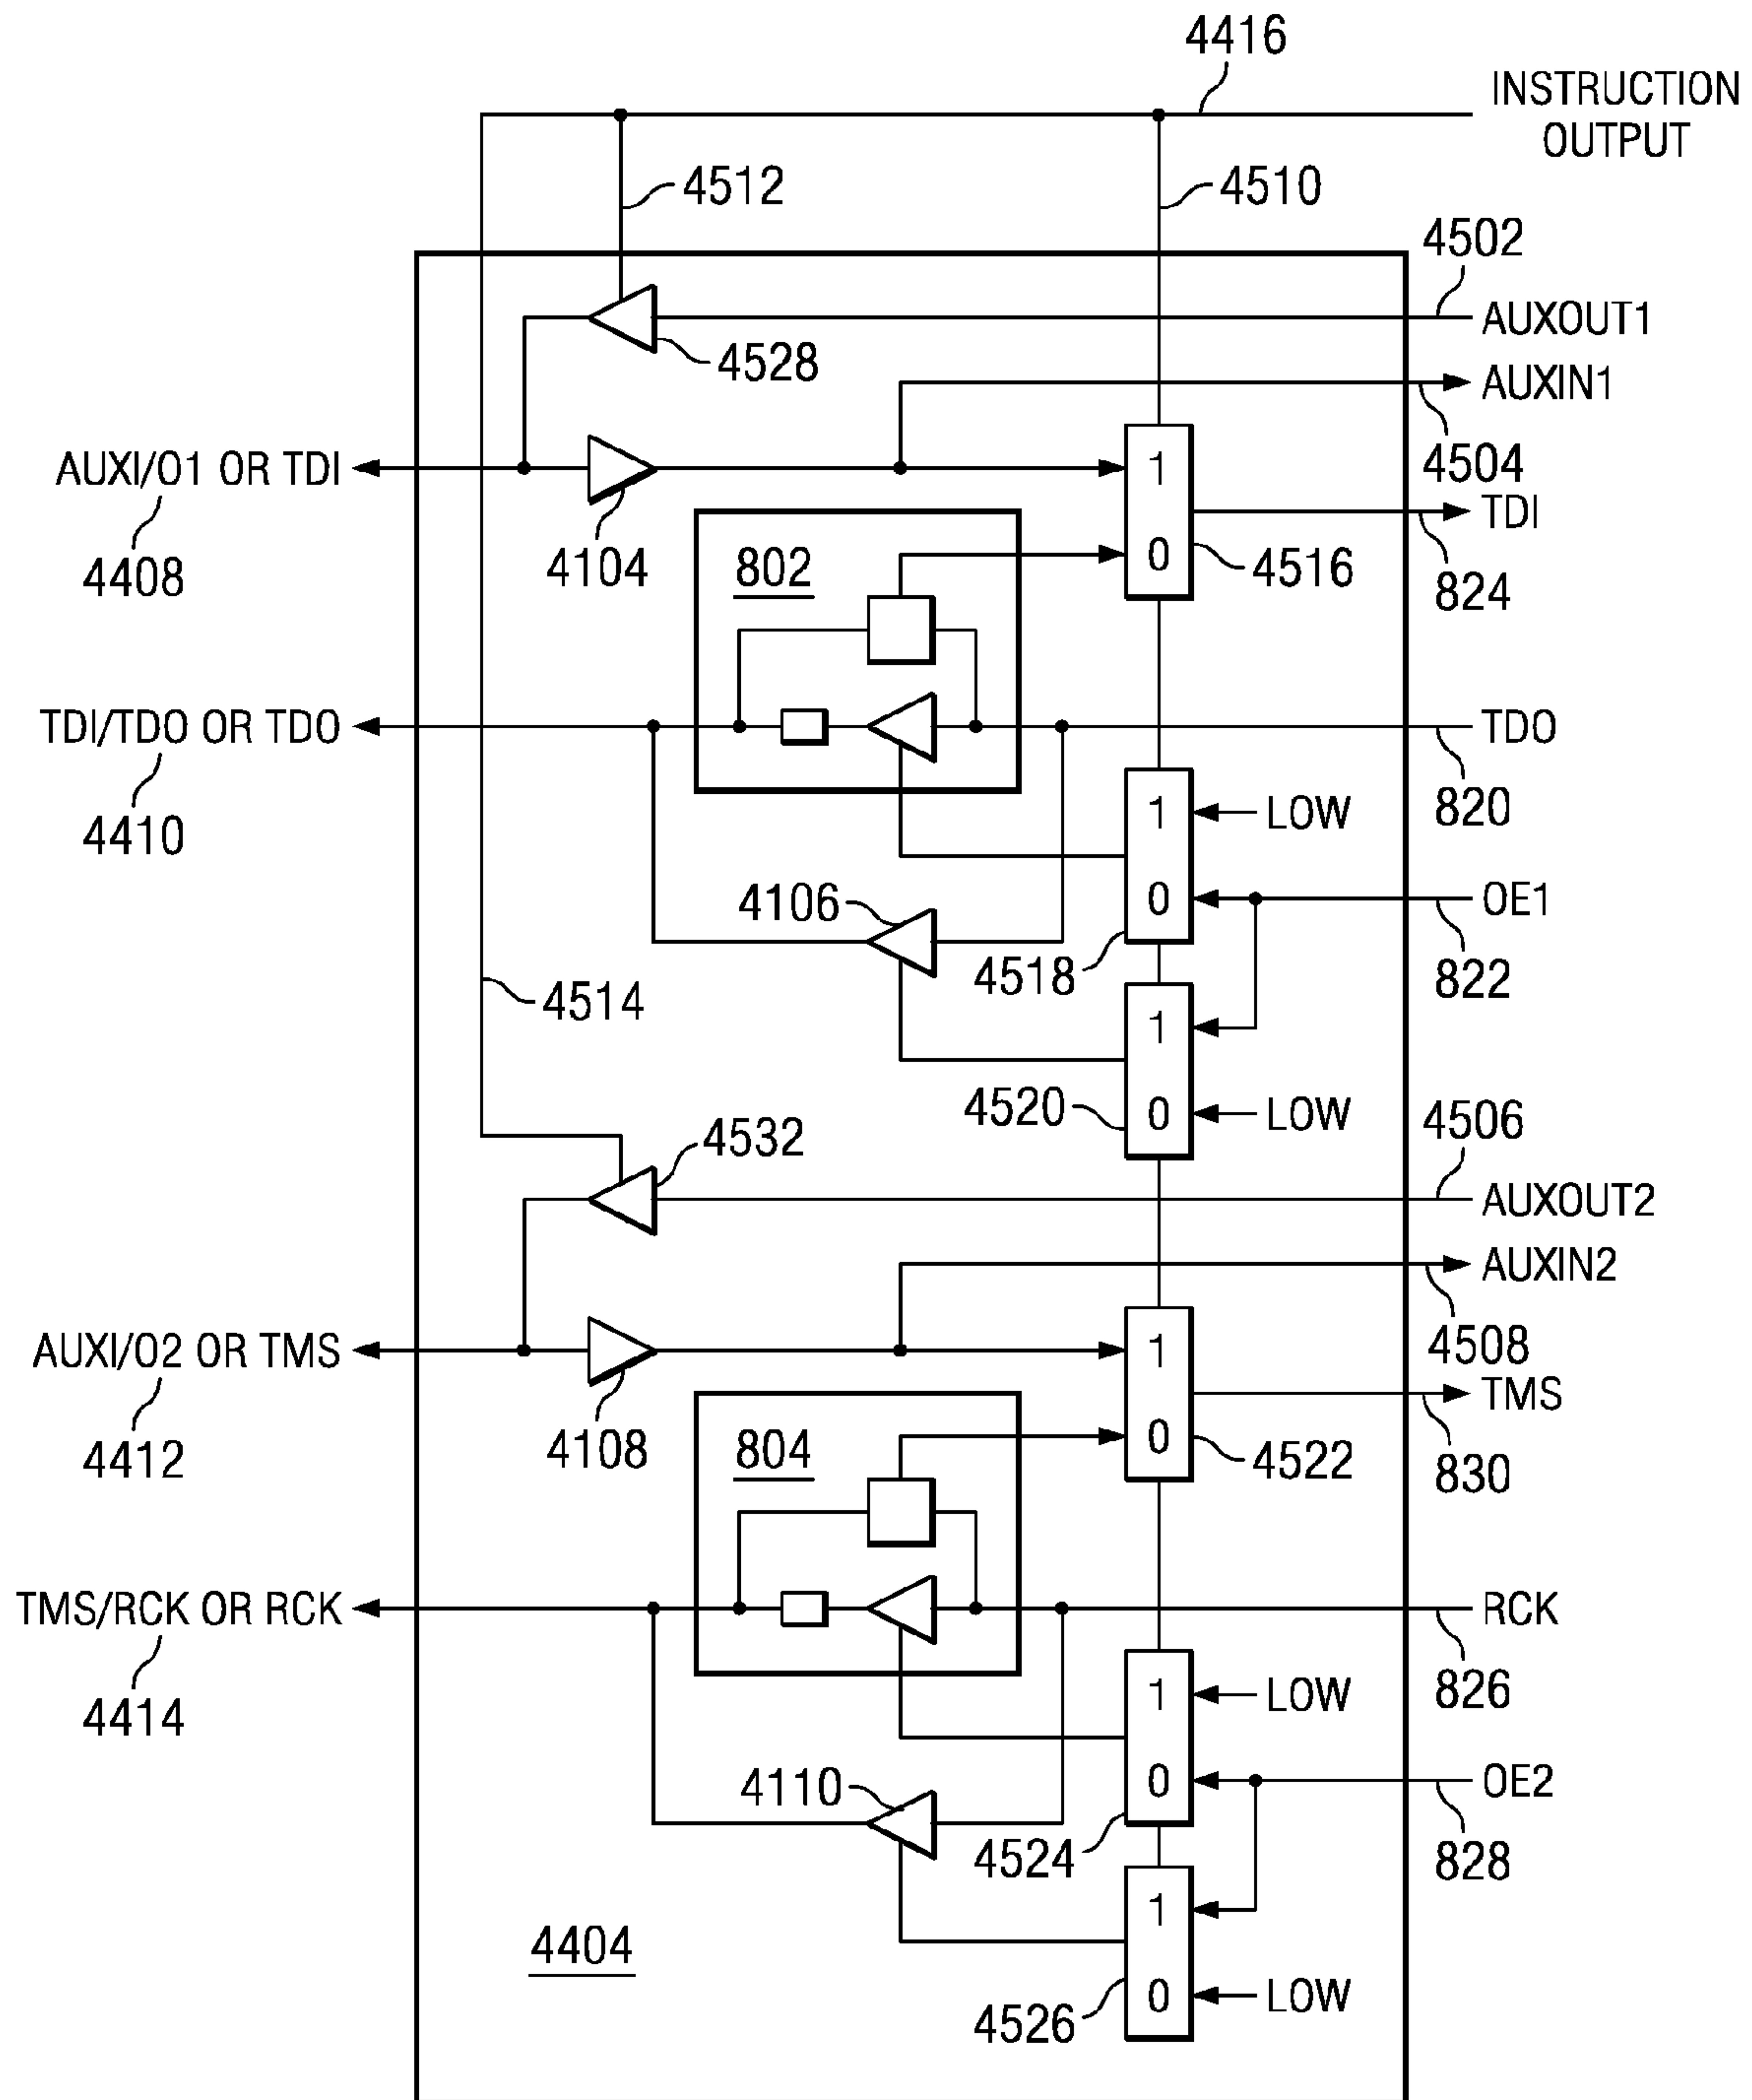 4416
INSTRUCTION
OUTPUT
4512
4510
4502
AUXOUT1
4528
AUXIN1
AUXI/O1 OR TDI
1
4504
TDI
4408
4104
802
0
4516
824
TDI/TDO OR TDO
TDO
4410
1
LOW
820
4106
0
OE1
4514
4518
822
1
4520
0
LOW
4506
4532
AUXOUT2
AUXIN2
AUXI/O2 OR TMS
1
4508
TMS
4412
4108
804
0
4522
830
TMS/RCK OR RCK
RCK
4414
1
LOW
826
4110
0
OE2
4524
828
1
4404
4526
0
LOW